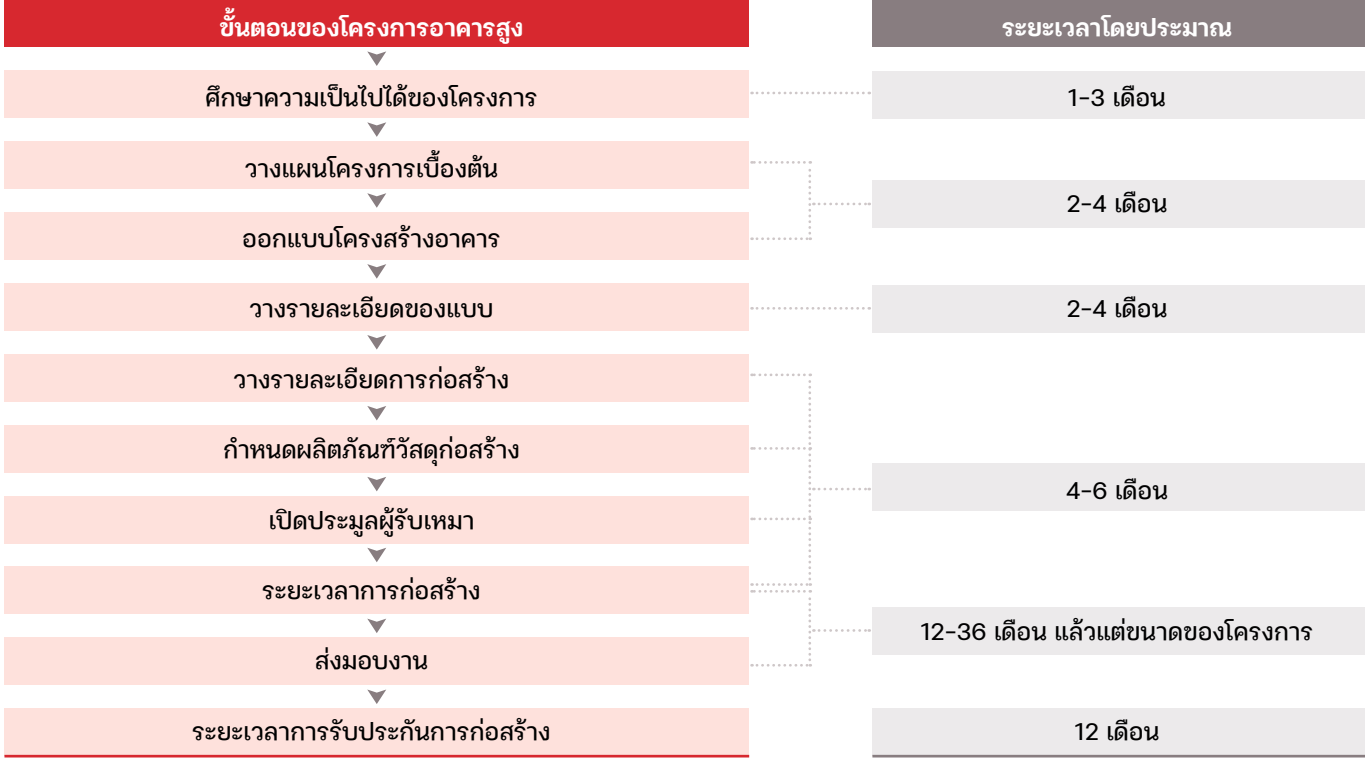 ขั้นตอนของโครงการอาคารสูง
ระยะเวลาโดยประมาณ
ศึกษาความเป็นไปได้ของโครงการ
1-3 เดือน
วางแผนโครงการเบื้องต้น
2-4 เดือน
ออกแบบโครงสร้างอาคาร
วางรายละเอียดของแบบ
2-4 เดือน
วางรายละเอียดการก่อสร้าง
กำหนดผลิตภัณฑ์วัสดุก่อสร้าง
4-6 เดือน
เปิดประมูลผู้รับเหมา
ระยะเวลาการก่อสร้าง
12-36 เดือน แล้วแต่ขนาดของโครงการ
ส่งมอบงาน
ระยะเวลาการรับประกันการก่อสร้าง
12 เดือน